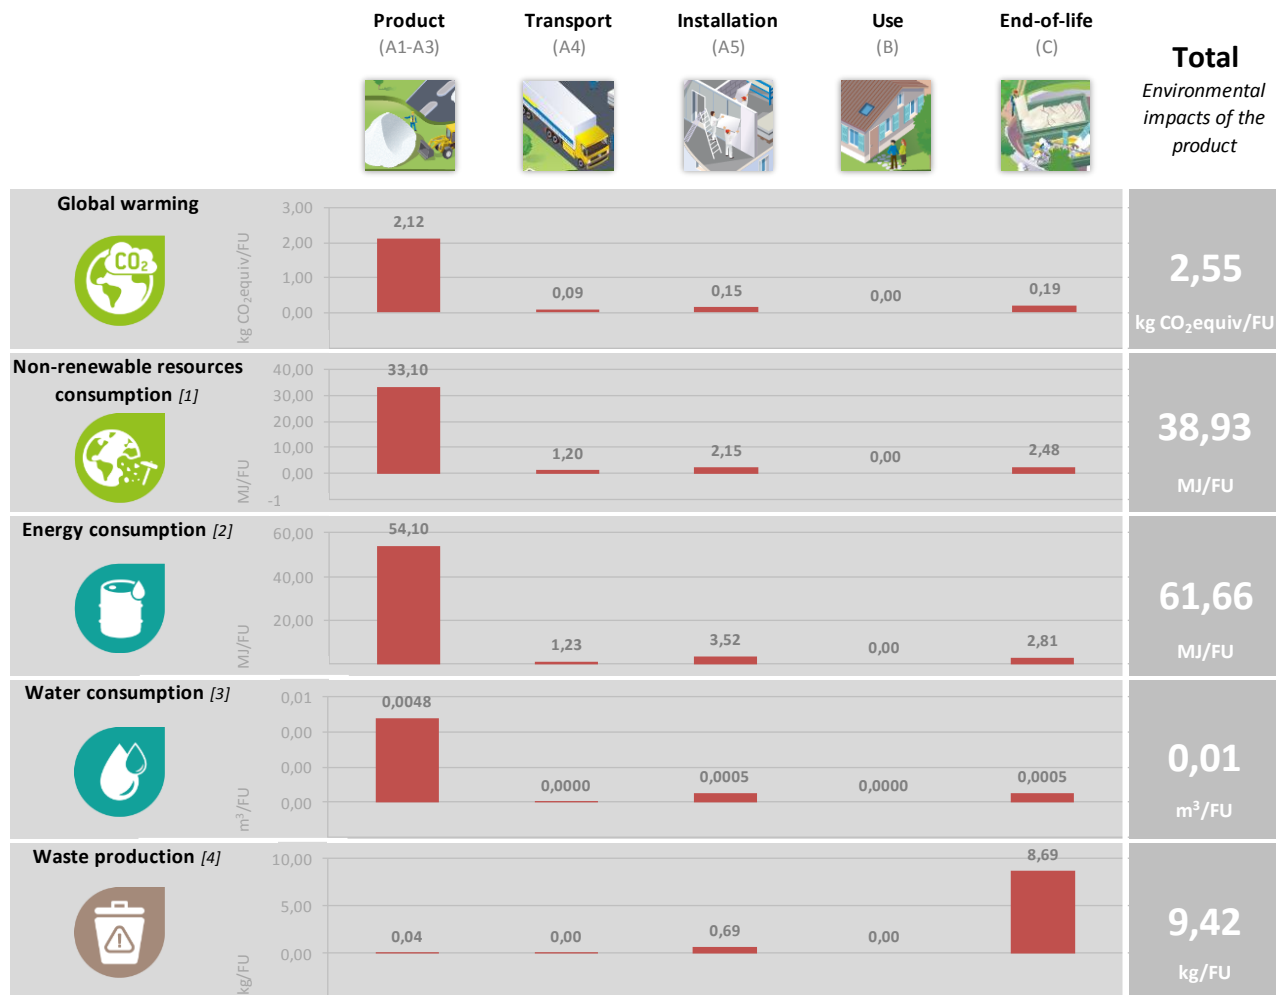 Product
(A1-A3)
Transport
(A4)
Installation
(A5)
Use
(B)
End-of-life
(C)
Total
Environmental
impacts of the
product
Global warming
CO2
kg CO2equiv/FU
3,00
2,00
1,00
0,00
2,12
0,09
0,15
0,00
0,19
2,55
kg CO2equiv/FU
Non-renewable resources
consumption [1]
MJ/FU
40,00
30,00
20,00
10,00
0,00
-1
33,10
1,20
2,15
0,00
2,48
38,93
MJ/FU
Energy consumption [2]
MJ/FU
60,00
40,00
20,00
54,10
1,23
3,52
0,00
2,81
61,66
MJ/FU
Water consumption [3]
m³/FU
0,01
0,00
0,00
0,00
0,0048
0,0000
0,0005
0,0000
0,0005
0,01
m³/FU
Waste production [4]
kg/FU
10,00
5,00
0,00
0,04
0,00
0,69
0,00
8,69
9,42
kg/FU